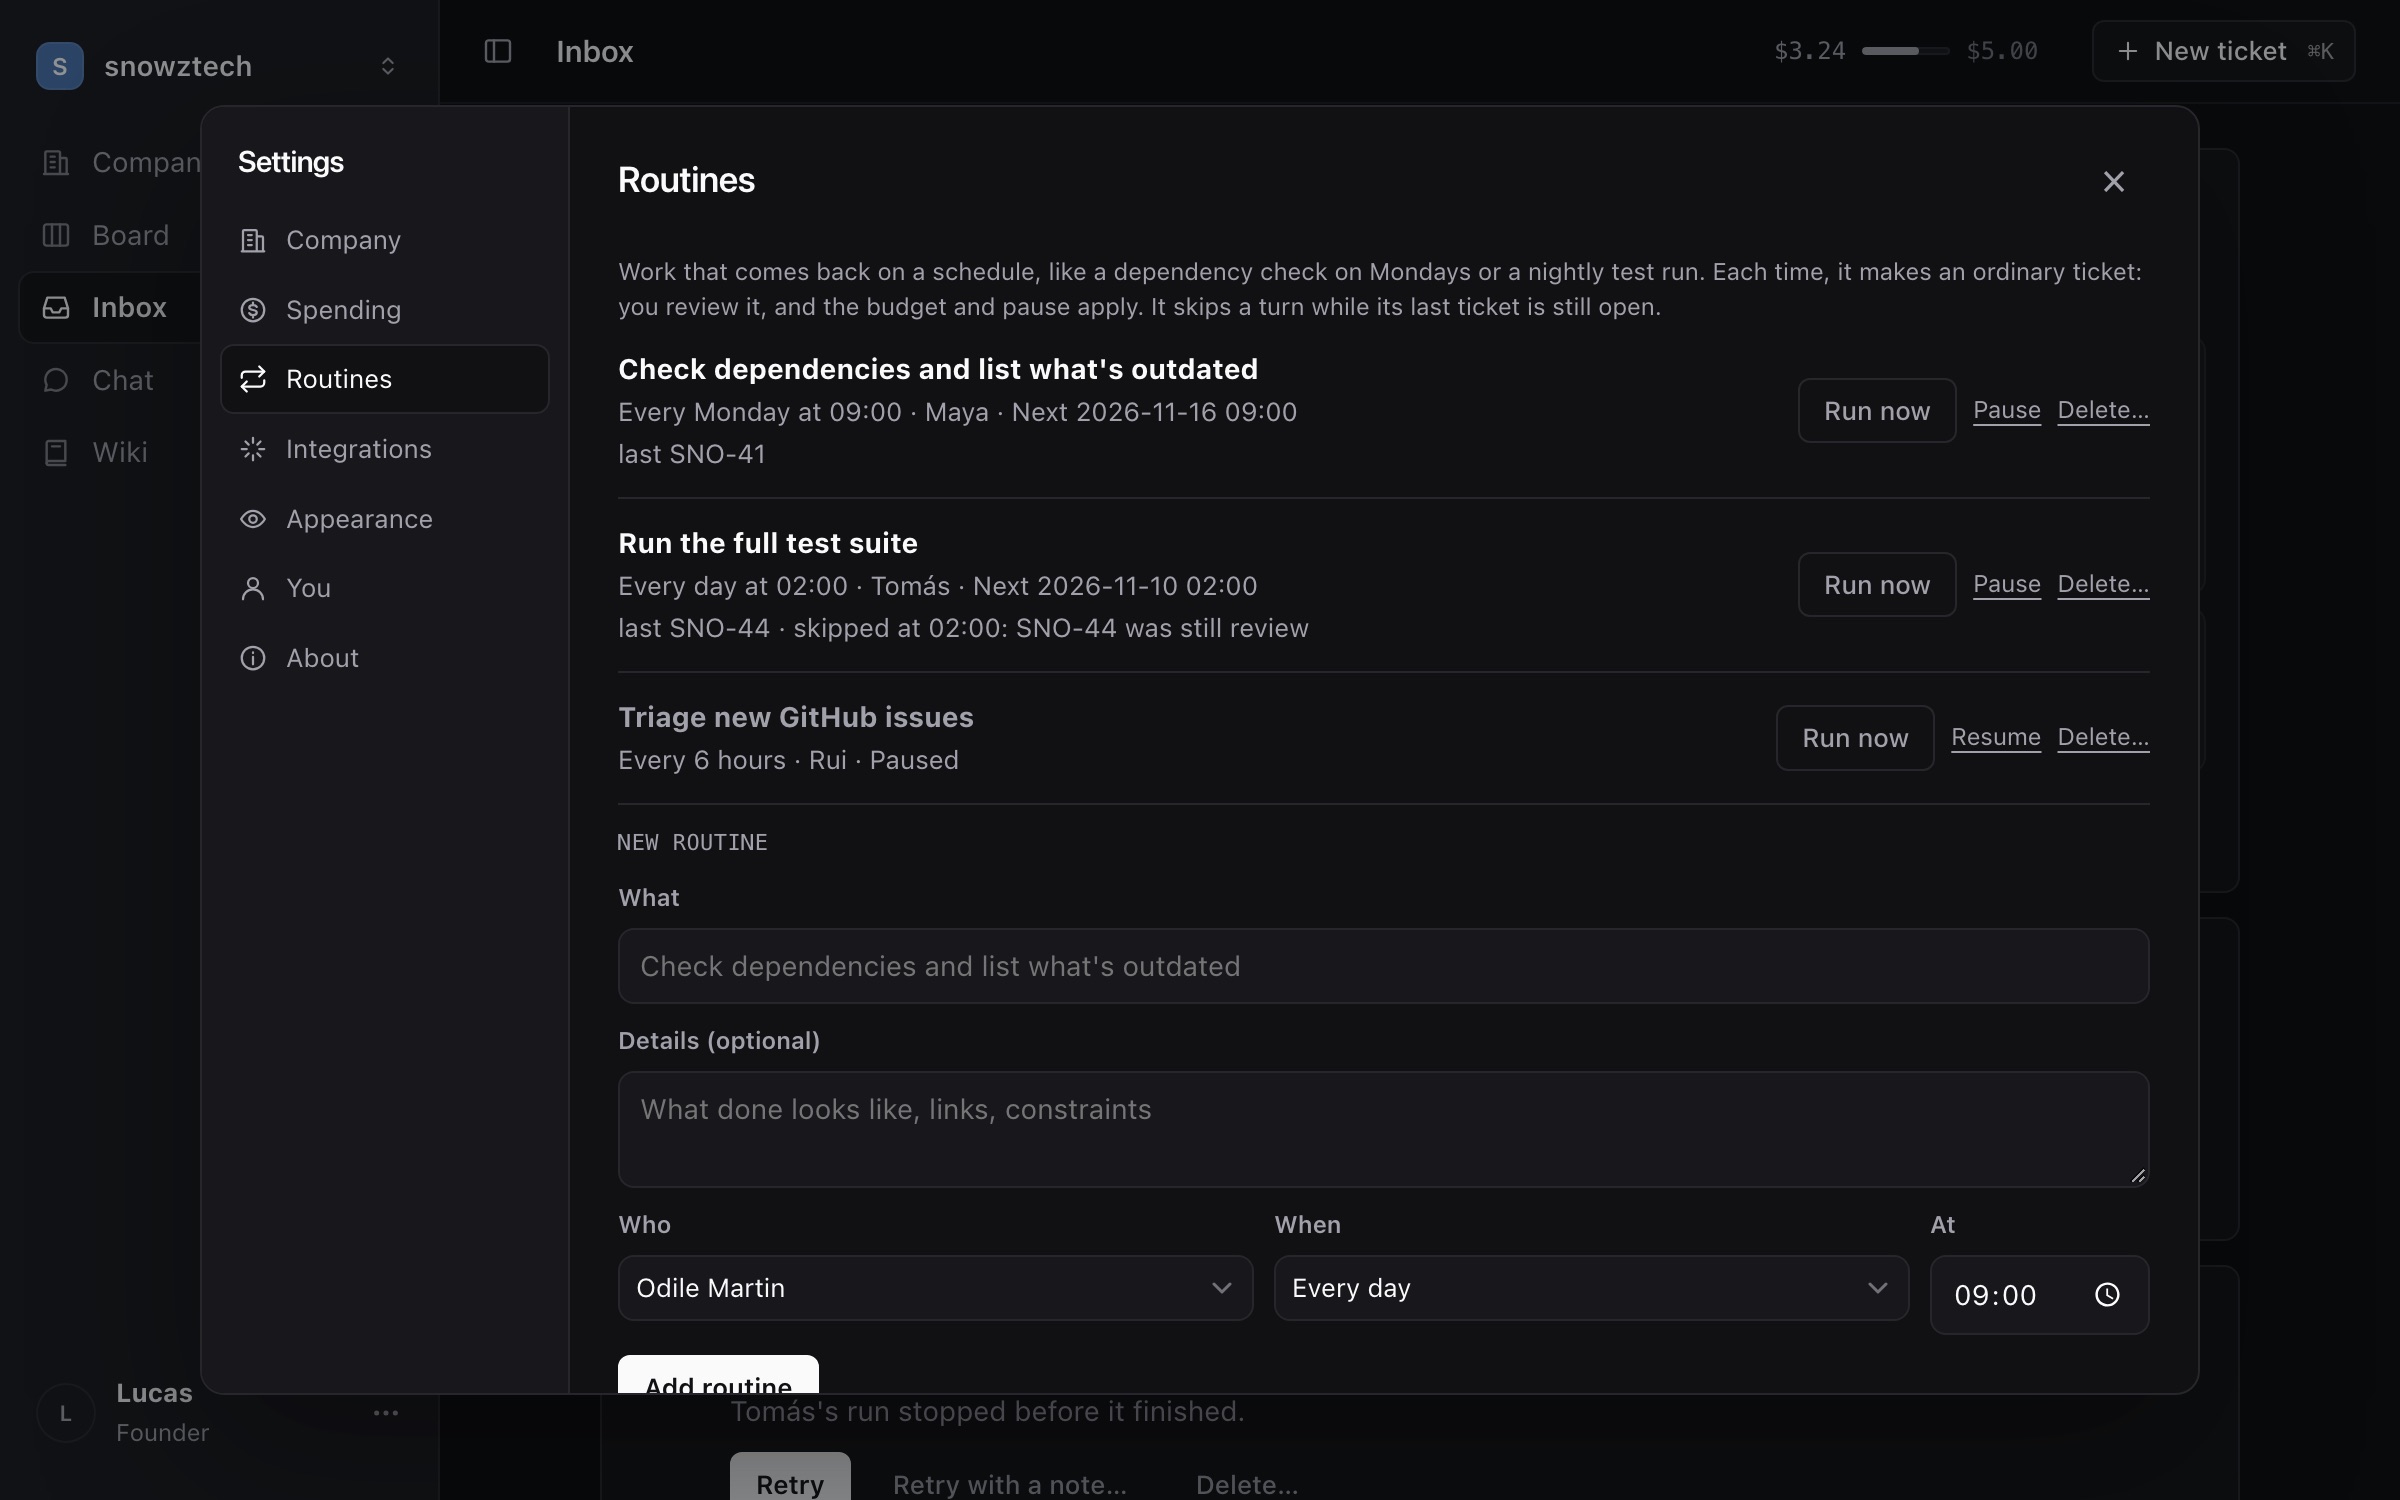 S snowztech
Inbox
$3.24 $5.00
+ New ticket ⌘K
Compan
Board
Inbox
Chat
Wiki
Settings
Company
Spending
Routines
Integrations
Appearance
You
About
Routines
Work that comes back on a schedule, like a dependency check on Mondays or a nightly test run. Each time, it makes an ordinary ticket:
you review it, and the budget and pause apply. It skips a turn while its last ticket is still open.
Check dependencies and list what's outdated
Every Monday at 09:00 · Maya · Next 2026-11-16 09:00
last SNO-41
Run now Pause Delete…
Run the full test suite
Every day at 02:00 · Tomás · Next 2026-11-10 02:00
last SNO-44 · skipped at 02:00: SNO-44 was still review
Run now Pause Delete…
Triage new GitHub issues
Every 6 hours · Rui · Paused
Run now Resume Delete…
NEW ROUTINE
What
Check dependencies and list what's outdated
Details (optional)
What done looks like, links, constraints
Who When At
Odile Martin Every day 09:00
Add routine
L Lucas
Founder
Tomás's run stopped before it finished.
Retry Retry with a note… Delete…